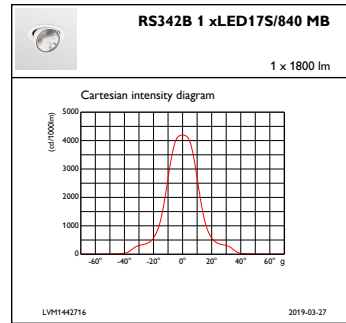 RS342B 1 xLED17S/840 MB
1 x 1800 lm
Cartesian intensity diagram
(cd/1000lm)
5000
4000
3000
2000
1000
0
-60° -40° -20° 0° 20° 40° 60° g
LVM1442716 2019-03-27